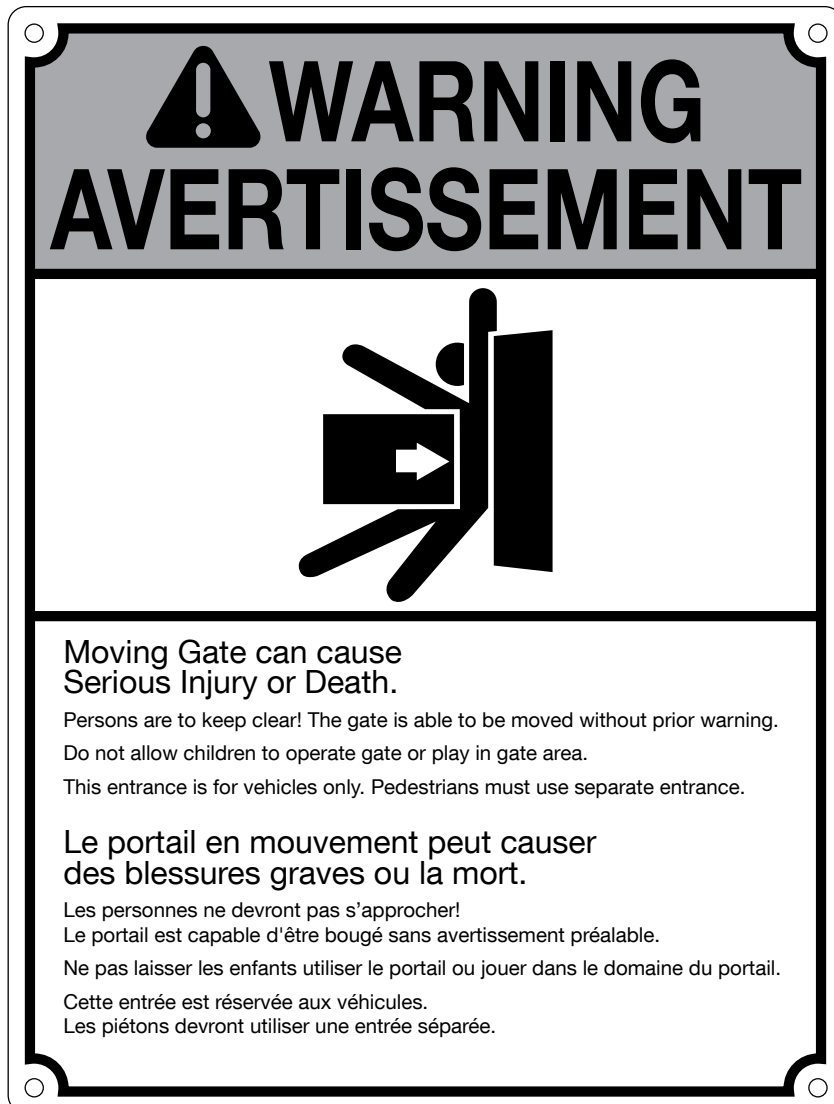 WARNING
AVERTISSEMENT
Moving Gate can cause
Serious Injury or Death.
Persons are to keep clear! The gate is able to be moved without prior warning.
Do not allow children to operate gate or play in gate area.
This entrance is for vehicles only. Pedestrians must use separate entrance.
Le portail en mouvement peut causer
des blessures graves ou la mort.
Les personnes ne devront pas s’approcher!
Le portail est capable d'être bougé sans avertissement préalable.
Ne pas laisser les enfants utiliser le portail ou jouer dans le domaine du portail.
Cette entrée est réservée aux véhicules.
Les piétons devront utiliser une entrée séparée.